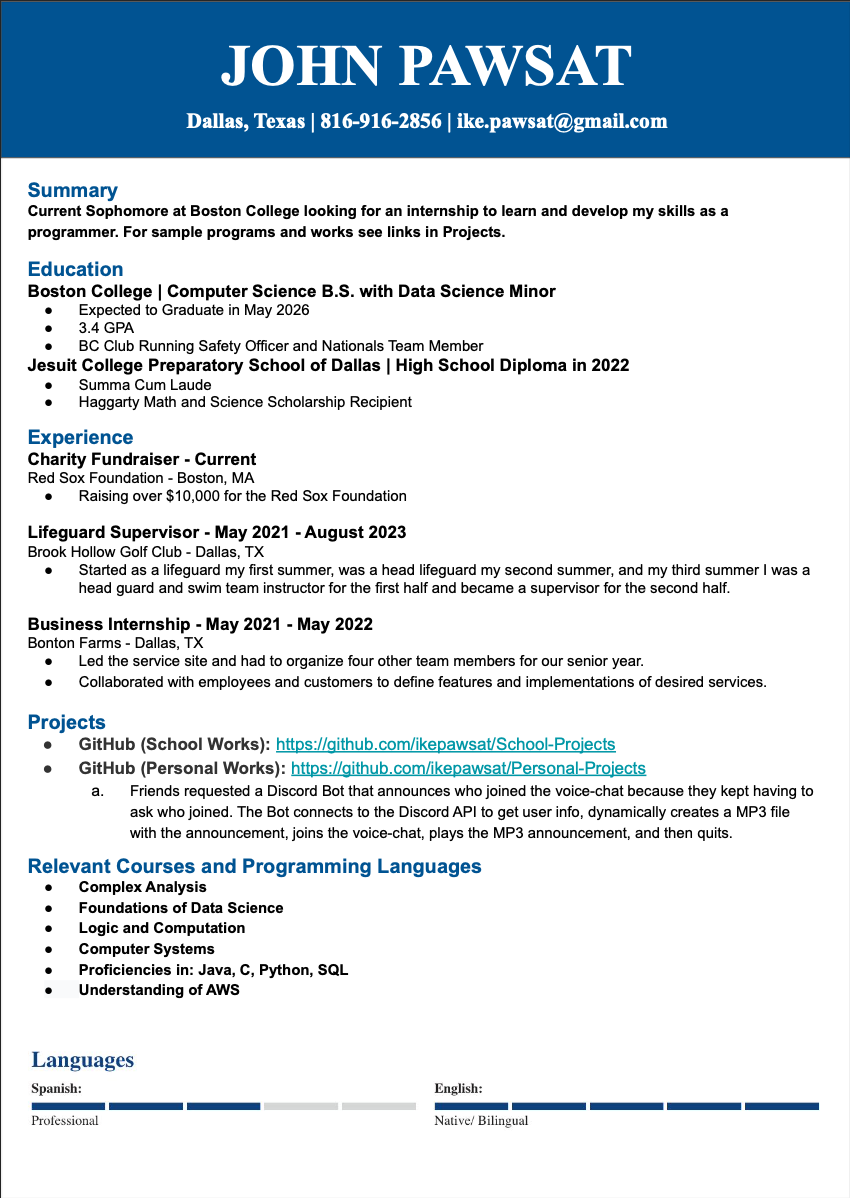 JOHN PAWSAT
Dallas, Texas | 816-916-2856 | ike.pawsat@gmail.com
Summary
Current Sophomore at Boston College looking for an internship to learn and develop my skills as a
programmer. For sample programs and works see links in Projects.
Education
Boston College | Computer Science B.S. with Data Science Minor
● Expected to Graduate in May 2026
● 3.4 GPA
● BC Club Running Safety Officer and Nationals Team Member
Jesuit College Preparatory School of Dallas | High School Diploma in 2022
● Summa Cum Laude
● Haggarty Math and Science Scholarship Recipient
Experience
Charity Fundraiser - Current
Red Sox Foundation - Boston, MA
● Raising over $10,000 for the Red Sox Foundation
Lifeguard Supervisor - May 2021 - August 2023
Brook Hollow Golf Club - Dallas, TX
● Started as a lifeguard my first summer, was a head lifeguard my second summer, and my third summer I was a
head guard and swim team instructor for the first half and became a supervisor for the second half.
Business Internship - May 2021 - May 2022
Bonton Farms - Dallas, TX
● Led the service site and had to organize four other team members for our senior year.
● Collaborated with employees and customers to define features and implementations of desired services.
Projects
● GitHub (School Works): https://github.com/ikepawsat/School-Projects
● GitHub (Personal Works): https://github.com/ikepawsat/Personal-Projects
a. Friends requested a Discord Bot that announces who joined the voice-chat because they kept having to
ask who joined. The Bot connects to the Discord API to get user info, dynamically creates a MP3 file
with the announcement, joins the voice-chat, plays the MP3 announcement, and then quits.
Relevant Courses and Programming Languages
● Complex Analysis
● Foundations of Data Science
● Logic and Computation
● Computer Systems
● Proficiencies in: Java, C, Python, SQL
● Understanding of AWS
Languages
Spanish: English:
Professional Native/ Bilingual